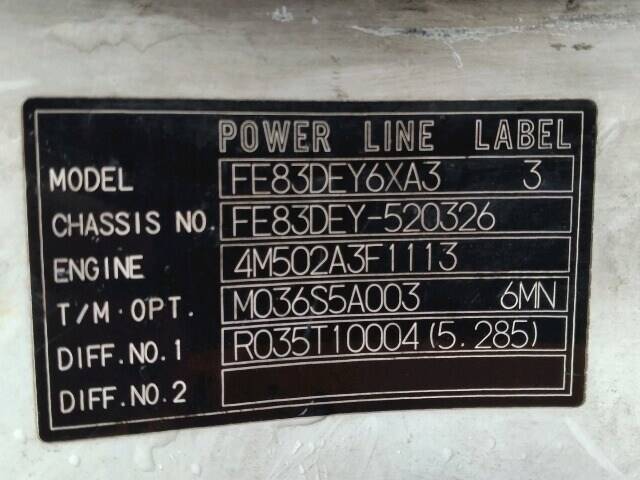 POWER LINE LABEL
MODEL FE83DEY6XA3 3
CHASSIS NO. FE83DEY-520326
ENGINE 4M502A3F1113
T/M·OPT. M036S5A003 6MN
DIFF.NO.1 R035T10004(5.285)
DIFF.NO.2